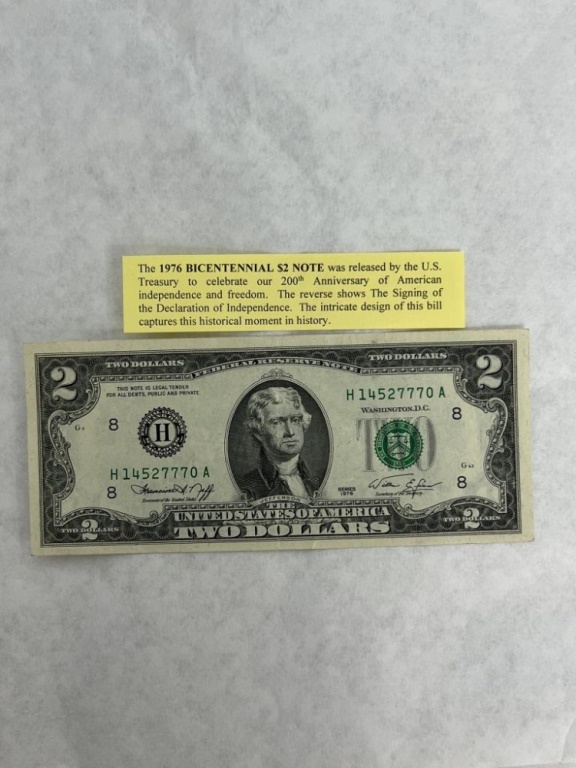 The 1976 BICENTENNIAL $2 NOTE was released by the U.S.
Treasury to celebrate our 200th Anniversary of American
independence and freedom. The reverse shows The Signing of
the Declaration of Independence. The intricate design of this bill
captures this historical moment in history.
2 TWO DOLLARS FEDERAL RESERVE NOTE TWO DOLLARS 2
THIS NOTE IS LEGAL TENDER
FOR ALL DEBTS, PUBLIC AND PRIVATE
H 14527770 A
WASHINGTON, D.C.
8 8
H TWO
H 14527770 A
8 8
SERIES
1976
JEFFERSON
THE
UNITED STATES OF AMERICA
TWO DOLLARS
2 TWO DOLLARS
2 TWO DOLLARS